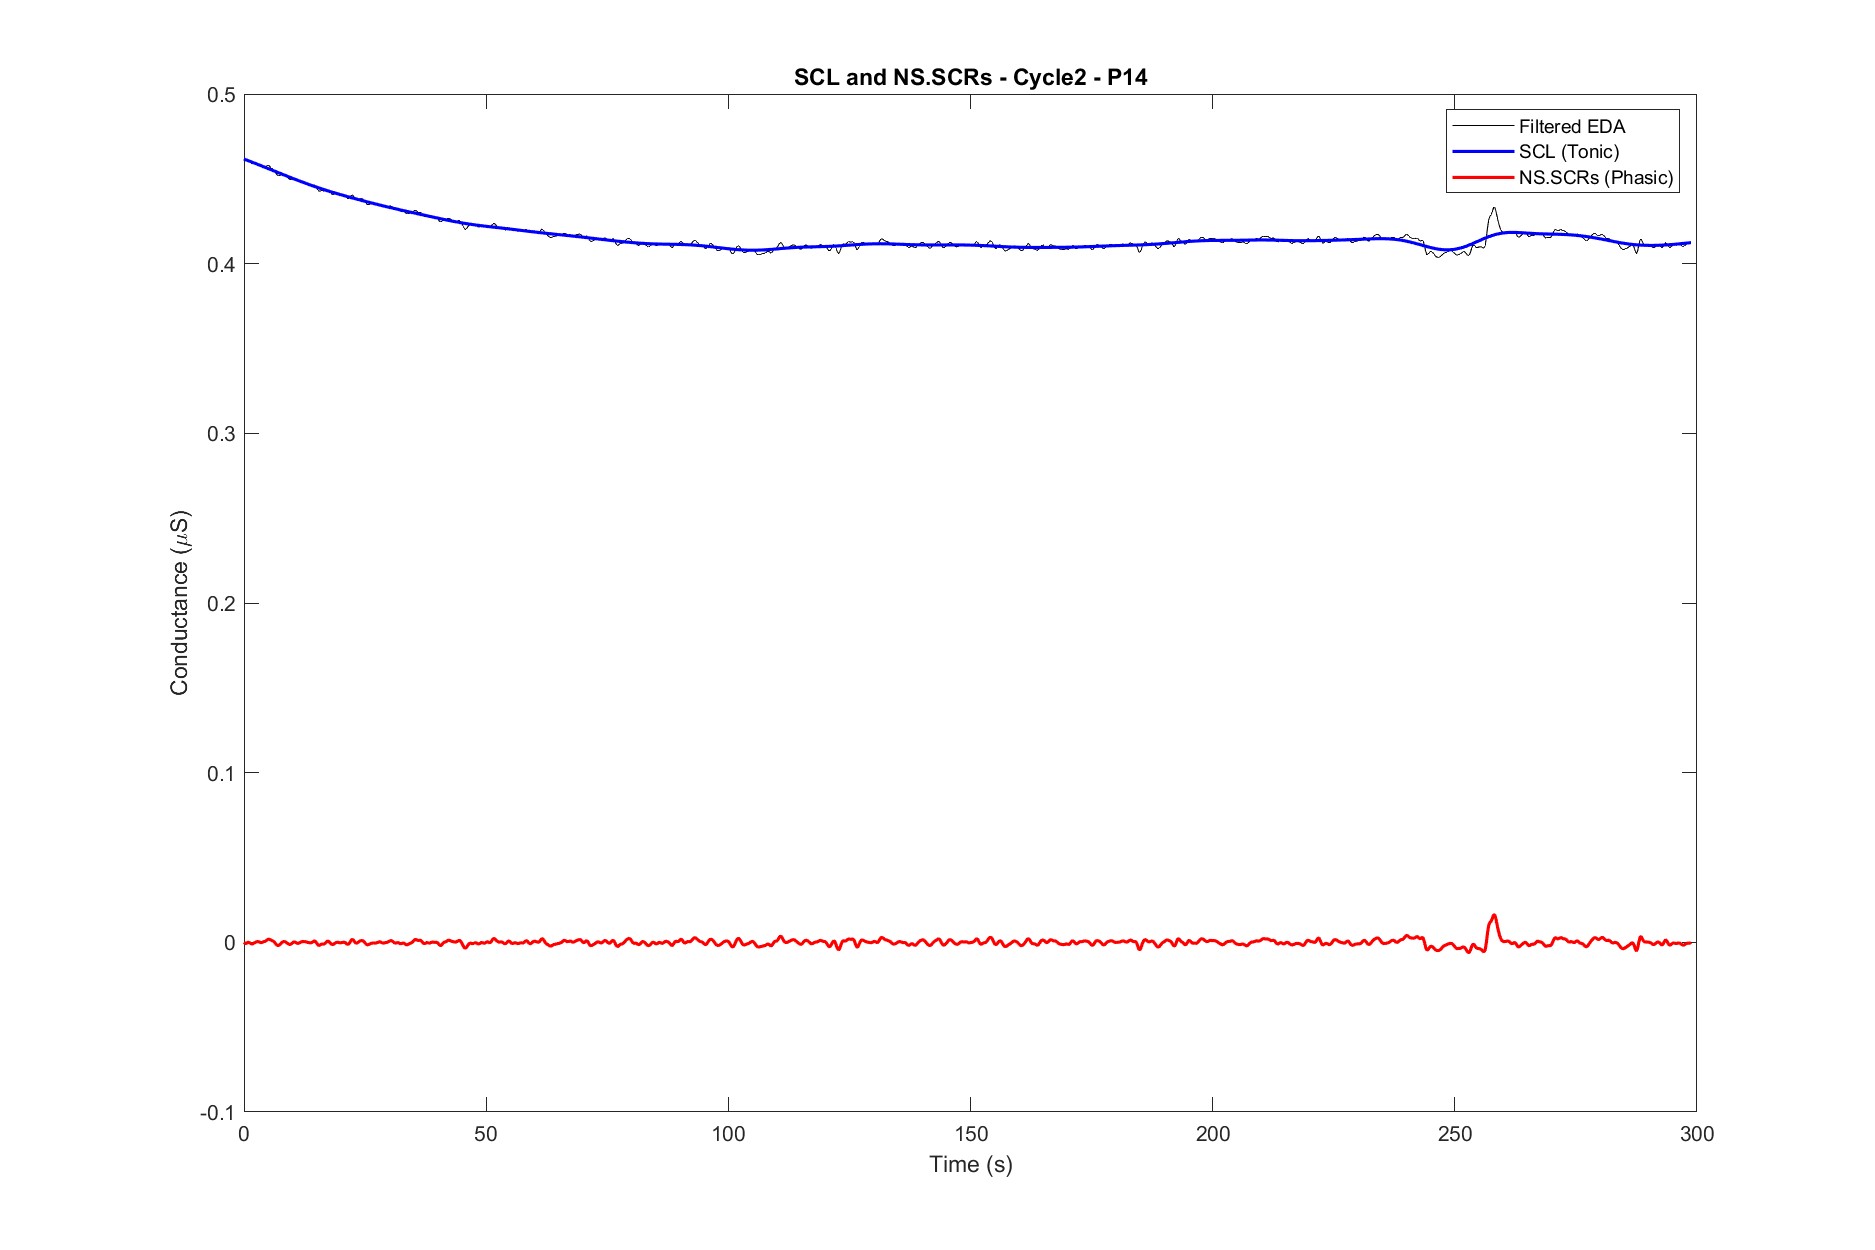 SCL and NS.SCRs - Cycle2 - P14
0.5
0.4
0.3
0.2
0.1
0
-0.1
Conductance (μS)
Filtered EDA
SCL (Tonic)
NS.SCRs (Phasic)
0 50 100 150 200 250 300
Time (s)